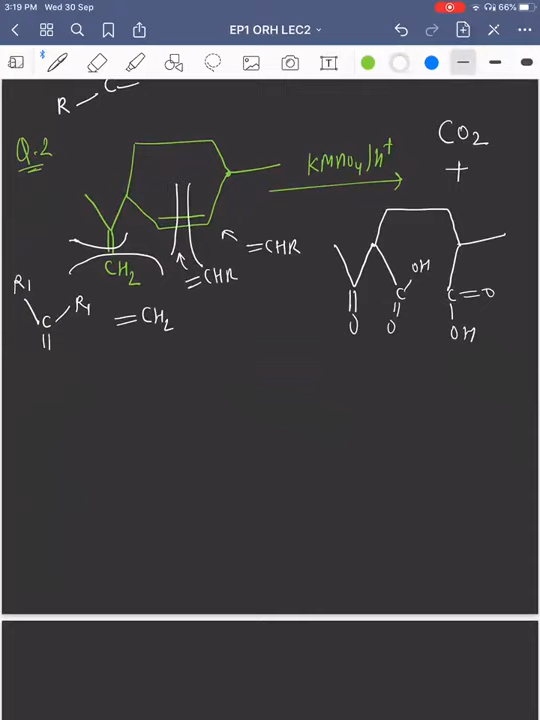 3:19 PM Wed 30 Sep
66%
EP1 ORH LEC2
T
R C
Q.2
KMnO4/H+
CO2
+
CH2
=CHR
=CHR
R1
R1
C
=CH2
OH
C
O
O
C=O
OH